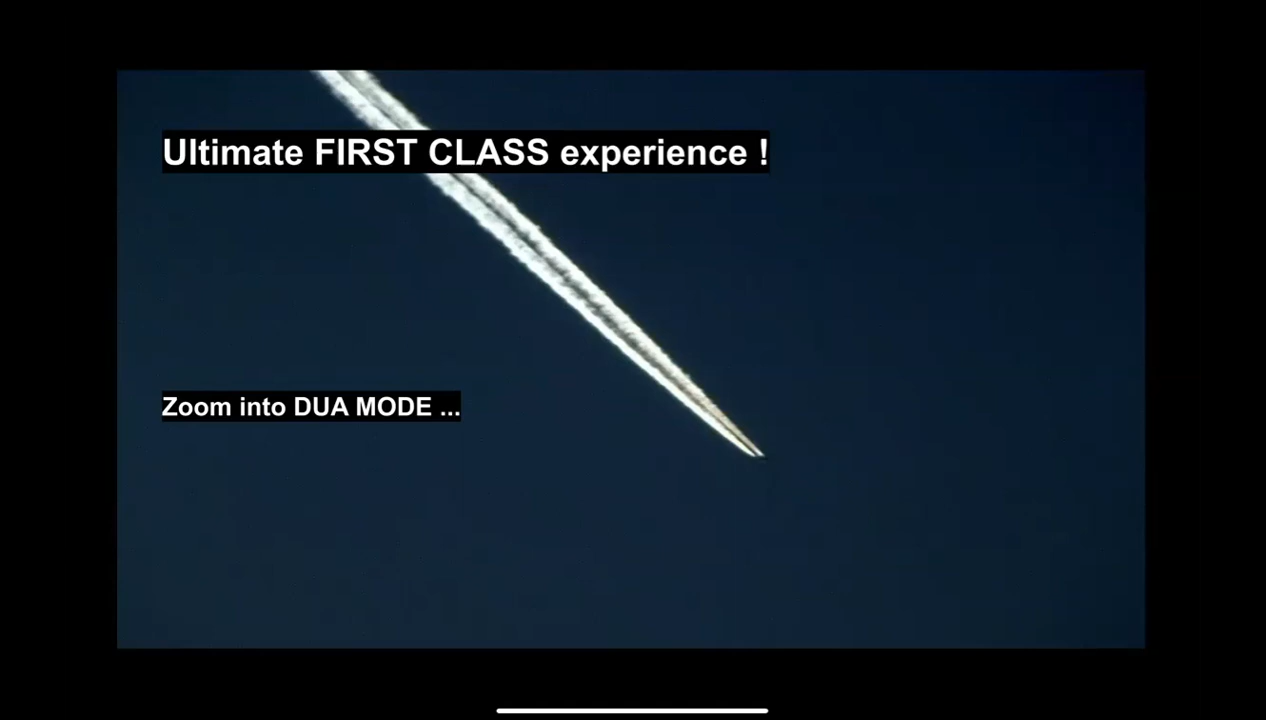 Ultimate FIRST CLASS experience !
Zoom into DUA MODE ...